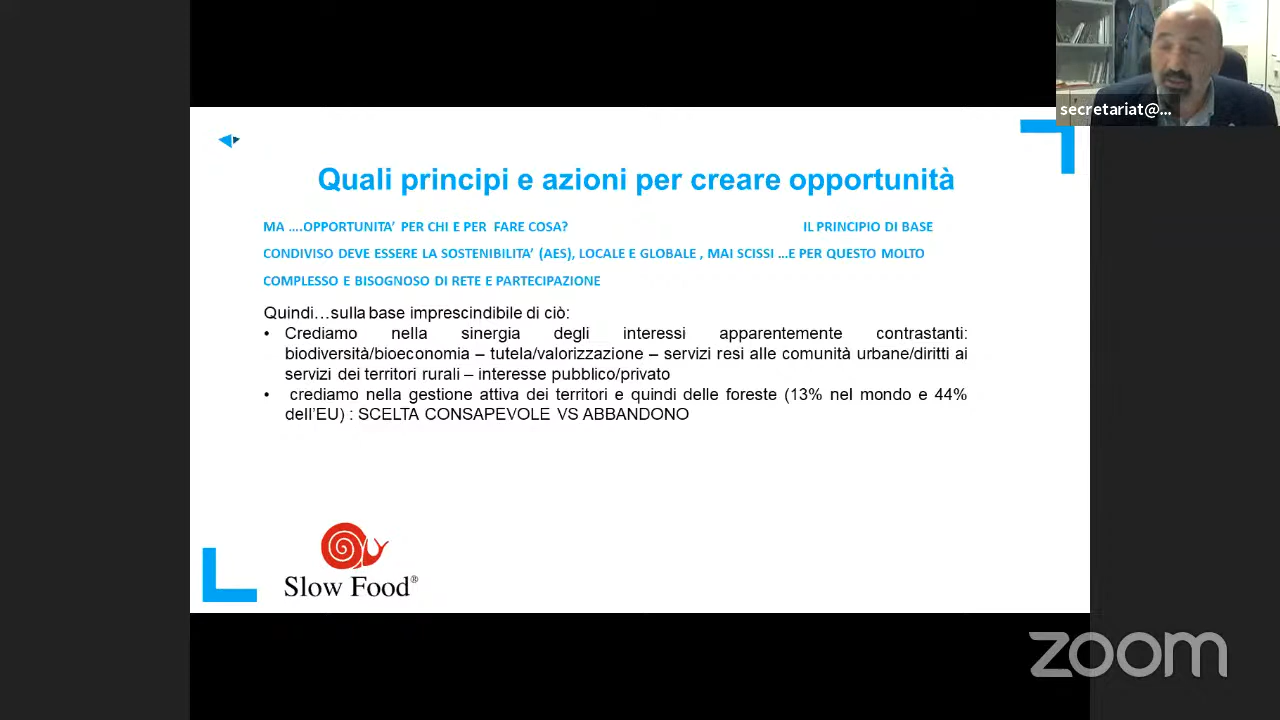 secretariat@...
Quali principi e azioni per creare opportunità
MA ....OPPORTUNITA’ PER CHI E PER FARE COSA? IL PRINCIPIO DI BASE
CONDIVISO DEVE ESSERE LA SOSTENIBILITA’ (AES), LOCALE E GLOBALE , MAI SCISSI ...E PER QUESTO MOLTO
COMPLESSO E BISOGNOSO DI RETE E PARTECIPAZIONE
Quindi…sulla base imprescindibile di ciò:
• Crediamo nella sinergia degli interessi apparentemente contrastanti:
biodiversità/bioeconomia – tutela/valorizzazione – servizi resi alle comunità urbane/diritti ai
servizi dei territori rurali – interesse pubblico/privato
• crediamo nella gestione attiva dei territori e quindi delle foreste (13% nel mondo e 44%
dell’EU) : SCELTA CONSAPEVOLE VS ABBANDONO
Slow Food®
zoom